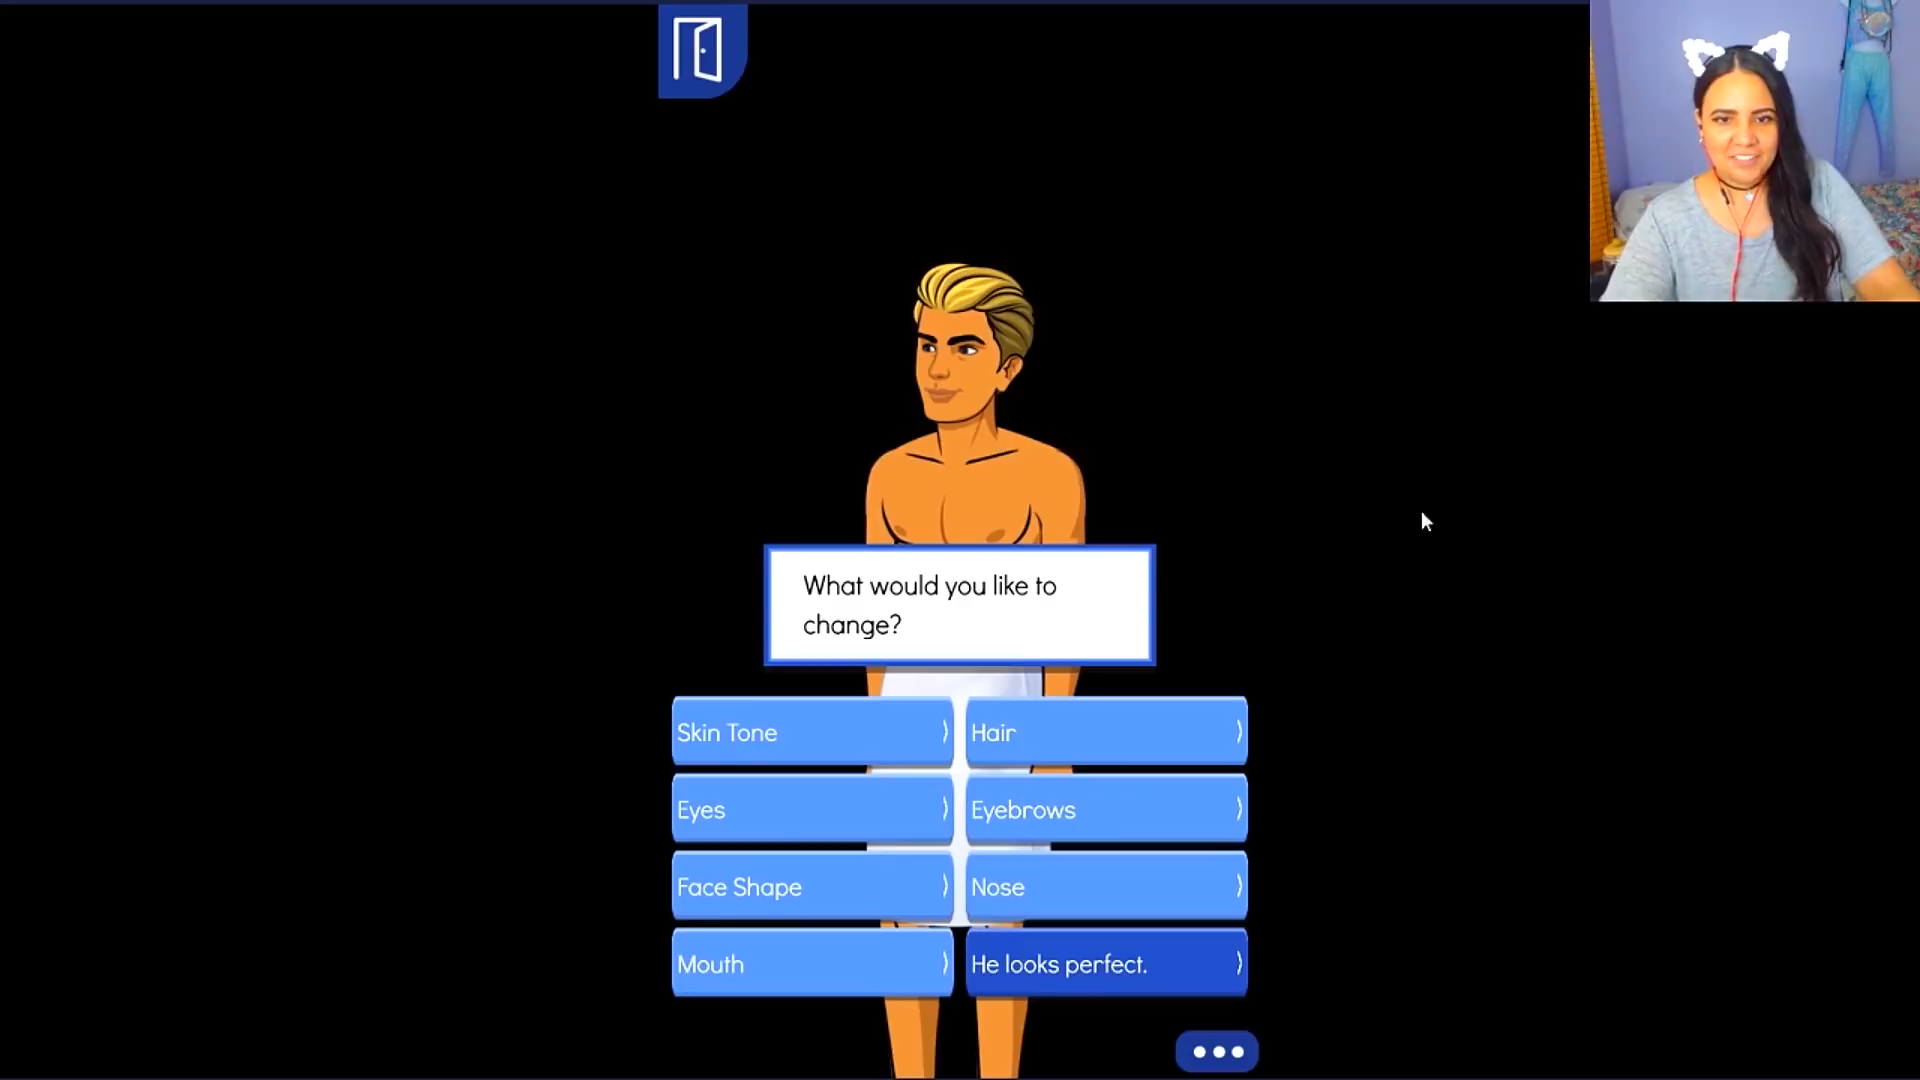 What would you like to
change?
Skin Tone
Hair
Eyes
Eyebrows
Face Shape
Nose
Mouth
He looks perfect.